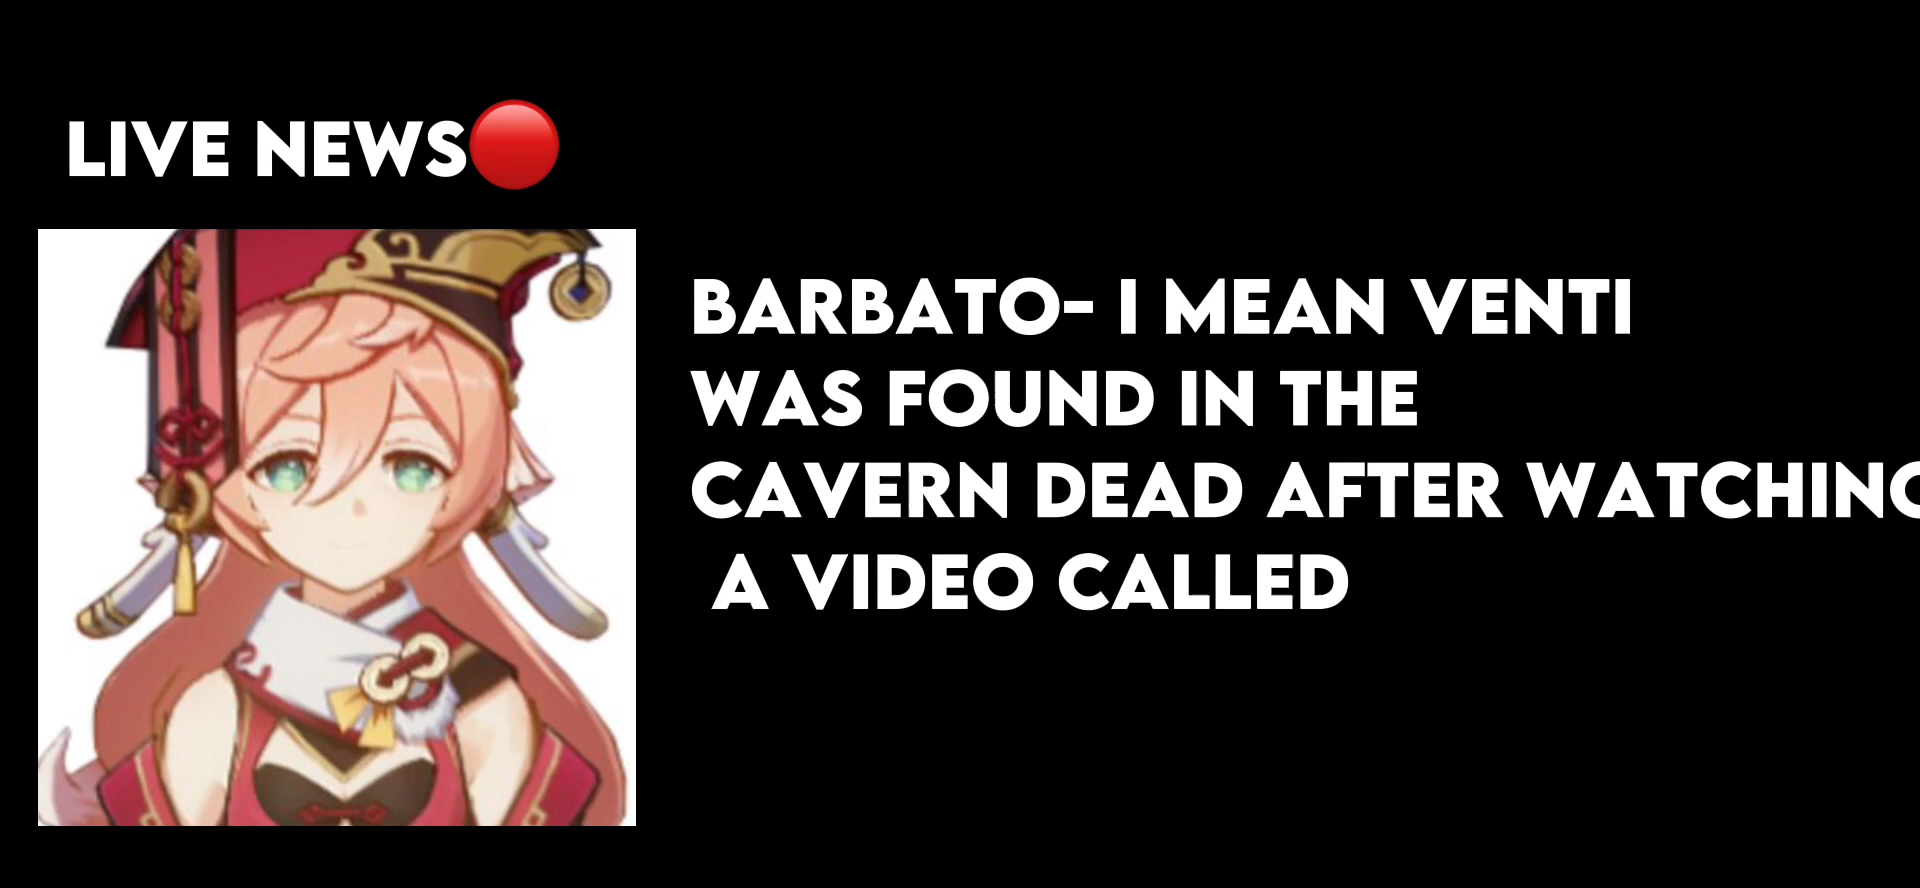 LIVE NEWS🔴
BARBATO- I MEAN VENTI
WAS FOUND IN THE
CAVERN DEAD AFTER WATCHING
A VIDEO CALLED